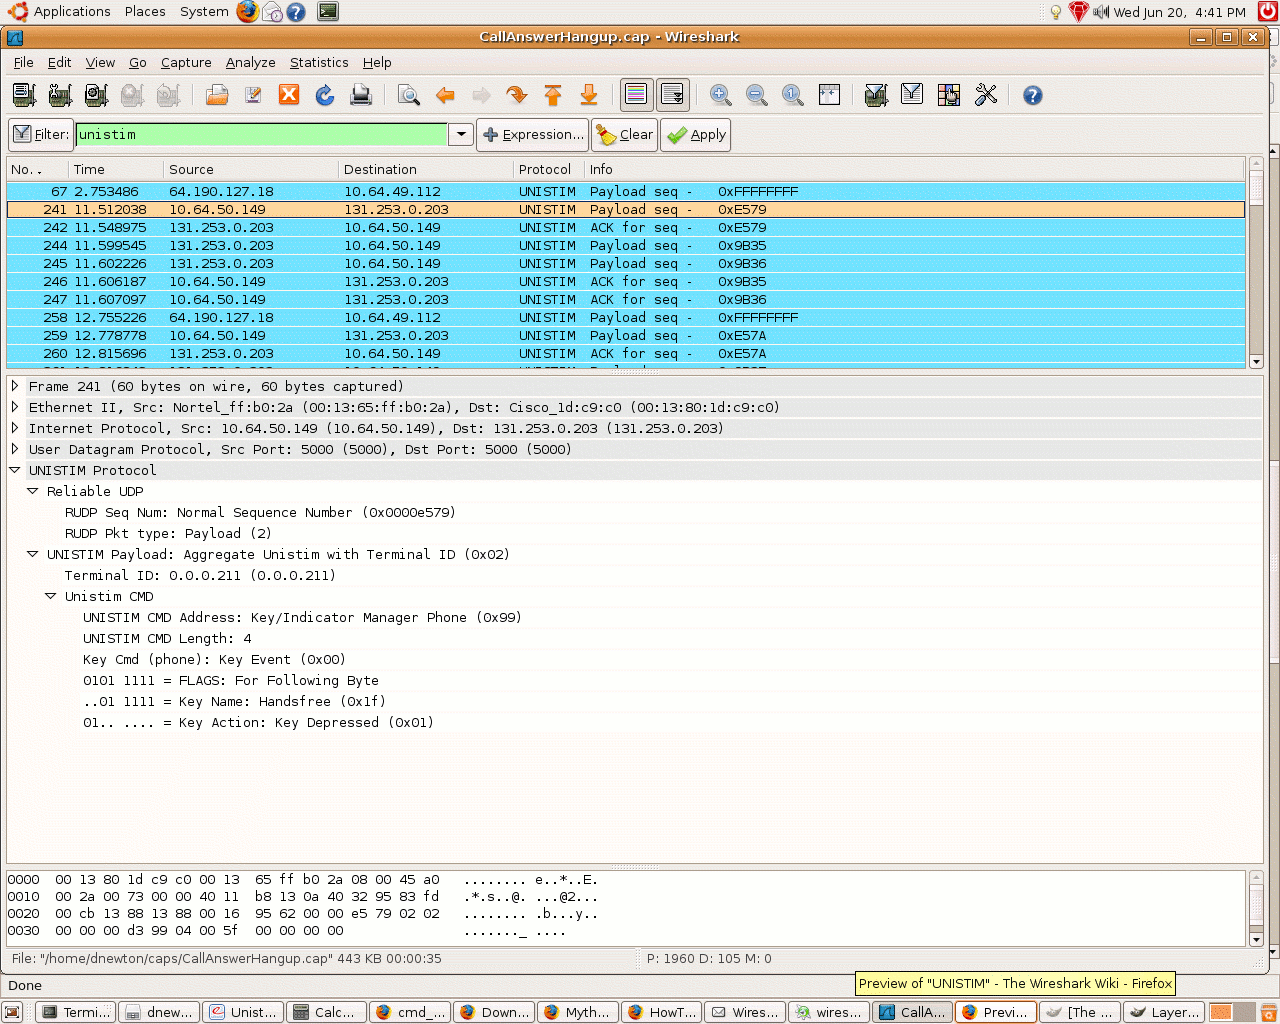 Applications Places System Wed Jun 20, 4:41 PM
CallAnswerHangup.cap - Wireshark
File Edit View Go Capture Analyze Statistics Help
Filter: unistim Expression... Clear Apply
No. . Time Source Destination Protocol Info
67 2.753486 64.190.127.18 10.64.49.112 UNISTIM Payload seq - 0xFFFFFFFF
241 11.512038 10.64.50.149 131.253.0.203 UNISTIM Payload seq - 0xE579
242 11.548975 131.253.0.203 10.64.50.149 UNISTIM ACK for seq - 0xE579
244 11.599545 131.253.0.203 10.64.50.149 UNISTIM Payload seq - 0x9B35
245 11.602226 131.253.0.203 10.64.50.149 UNISTIM Payload seq - 0x9B36
246 11.606187 10.64.50.149 131.253.0.203 UNISTIM ACK for seq - 0x9B35
247 11.607097 10.64.50.149 131.253.0.203 UNISTIM ACK for seq - 0x9B36
258 12.755226 64.190.127.18 10.64.49.112 UNISTIM Payload seq - 0xFFFFFFFF
259 12.778778 10.64.50.149 131.253.0.203 UNISTIM Payload seq - 0xE57A
260 12.815696 131.253.0.203 10.64.50.149 UNISTIM ACK for seq - 0xE57A
Frame 241 (60 bytes on wire, 60 bytes captured)
Ethernet II, Src: Nortel_ff:b0:2a (00:13:65:ff:b0:2a), Dst: Cisco_1d:c9:c0 (00:13:80:1d:c9:c0)
Internet Protocol, Src: 10.64.50.149 (10.64.50.149), Dst: 131.253.0.203 (131.253.0.203)
User Datagram Protocol, Src Port: 5000 (5000), Dst Port: 5000 (5000)
UNISTIM Protocol
Reliable UDP
RUDP Seq Num: Normal Sequence Number (0x0000e579)
RUDP Pkt type: Payload (2)
UNISTIM Payload: Aggregate Unistim with Terminal ID (0x02)
Terminal ID: 0.0.0.211 (0.0.0.211)
Unistim CMD
UNISTIM CMD Address: Key/Indicator Manager Phone (0x99)
UNISTIM CMD Length: 4
Key Cmd (phone): Key Event (0x00)
0101 1111 = FLAGS: For Following Byte
..01 1111 = Key Name: Handsfree (0x1f)
01.. .... = Key Action: Key Depressed (0x01)
0000 00 13 80 1d c9 c0 00 13 65 ff b0 2a 08 00 45 a0 ........ e..*..E.
0010 00 2a 00 73 00 00 40 11 b8 13 0a 40 32 95 83 fd .*.s..@. ...@2...
0020 00 cb 13 88 13 88 00 16 95 62 00 00 e5 79 02 02 ........ .b...y..
0030 00 00 00 d3 99 04 00 5f 00 00 00 00 ......._ ....
File: "/home/dnewton/caps/CallAnswerHangup.cap" 443 KB 00:00:35 P: 1960 D: 105 M: 0
Done
Preview of "UNISTIM" - The Wireshark Wiki - Firefox
Termi... dnew... Unist... Calc... cmd_... Down... Myth... HowT... Wires... wires... CallA... Previ... [The ... Layer...